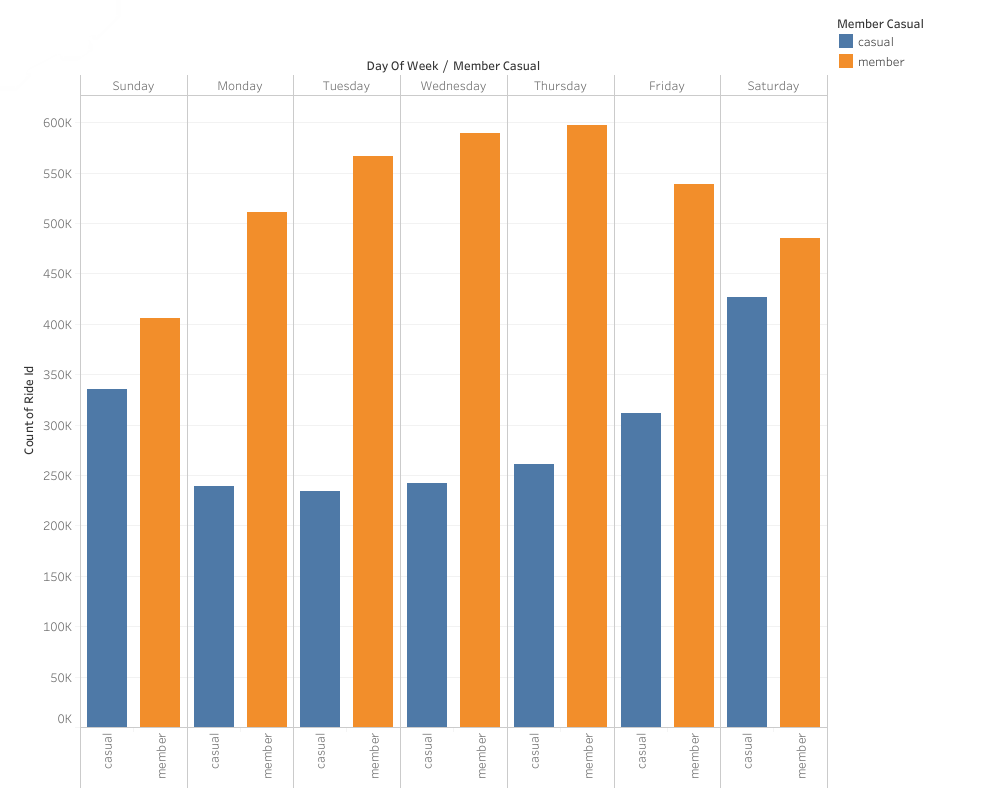 Member Casual
casual
member
Day Of Week / Member Casual
Sunday Monday Tuesday Wednesday Thursday Friday Saturday
Count of Ride Id
600K
550K
500K
450K
400K
350K
300K
250K
200K
150K
100K
50K
0K
casual member casual member casual member casual member casual member casual member casual member